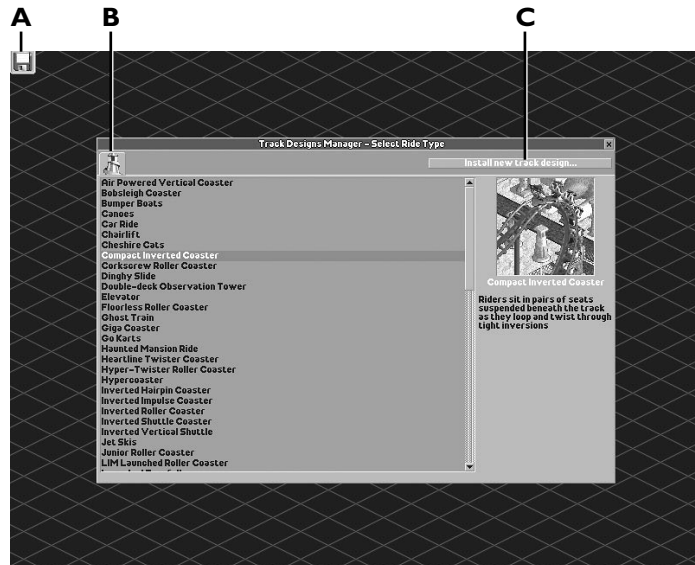 A B C
Track Designs Manager - Select Ride Type
Install new track design...
Air Powered Vertical Coaster
Bobsleigh Coaster
Bumper Boats
Canoes
Car Ride
Chairlift
Cheshire Cats
Compact Inverted Coaster
Corkscrew Roller Coaster
Dinghy Slide
Double-deck Observation Tower
Elevator
Floorless Roller Coaster
Ghost Train
Giga Coaster
Go Karts
Haunted Mansion Ride
Heartline Twister Coaster
Hyper-Twister Roller Coaster
Hypercoaster
Inverted Hairpin Coaster
Inverted Impulse Coaster
Inverted Roller Coaster
Inverted Shuttle Coaster
Inverted Vertical Shuttle
Jet Skis
Junior Roller Coaster
LIM Launched Roller Coaster
Compact Inverted Coaster
Riders sit in pairs of seats
suspended beneath the track
as they loop and twist through
tight inversions